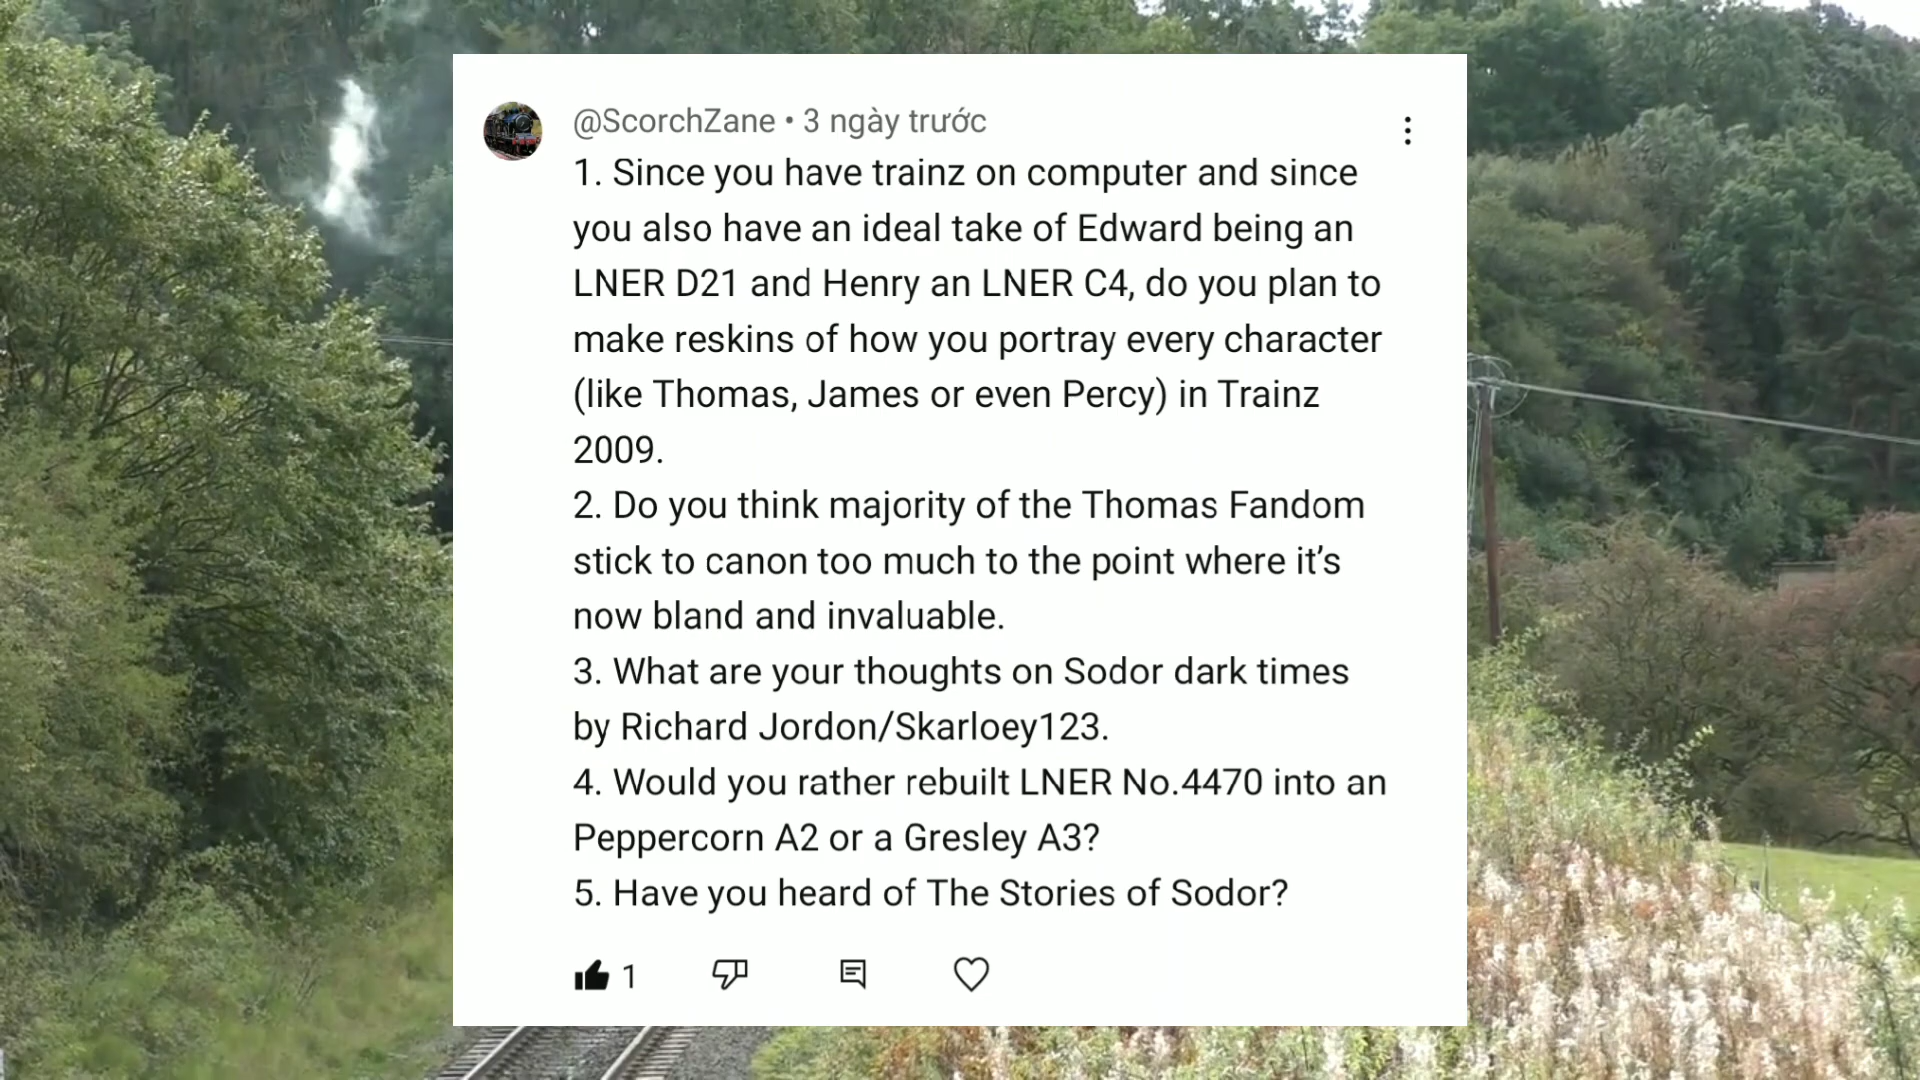 @ScorchZane • 3 ngày trước
1. Since you have trainz on computer and since
you also have an ideal take of Edward being an
LNER D21 and Henry an LNER C4, do you plan to
make reskins of how you portray every character
(like Thomas, James or even Percy) in Trainz
2009.
2. Do you think majority of the Thomas Fandom
stick to canon too much to the point where it’s
now bland and invaluable.
3. What are your thoughts on Sodor dark times
by Richard Jordon/Skarloey123.
4. Would you rather rebuilt LNER No.4470 into an
Peppercorn A2 or a Gresley A3?
5. Have you heard of The Stories of Sodor?
1